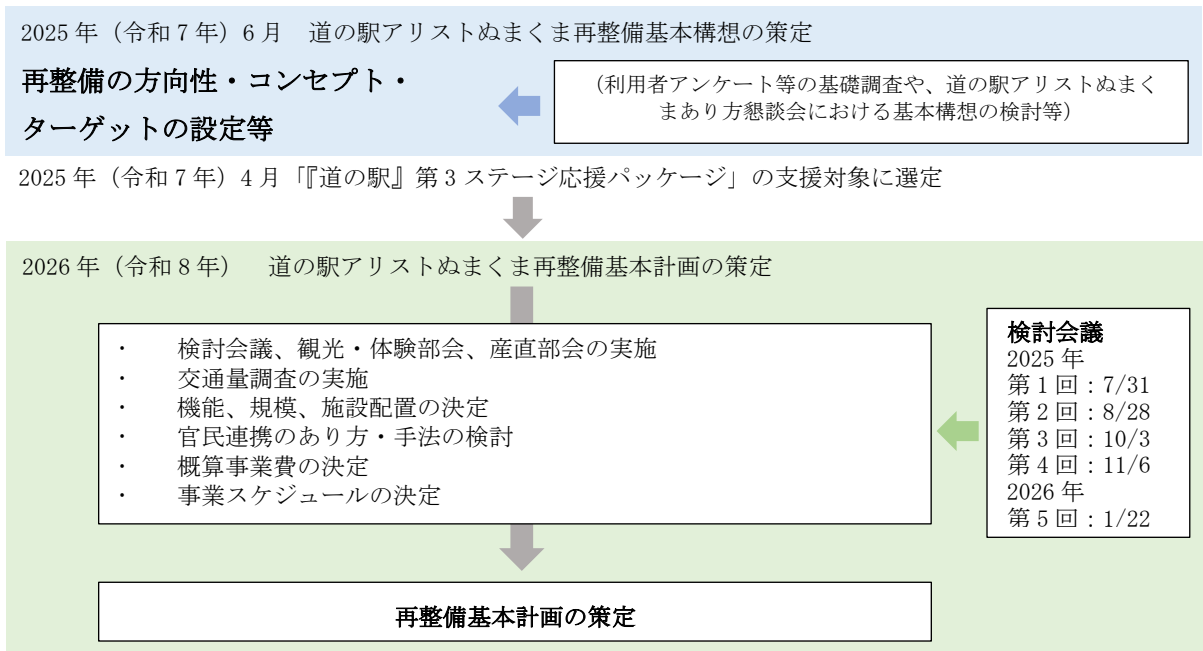 2025年（令和7年）6月　道の駅アリストぬまくま再整備基本構想の策定
再整備の方向性・コンセプト・
ターゲットの設定等
（利用者アンケート等の基礎調査や、道の駅アリストぬまく
まあり方懇談会における基本構想の検討等）
2025年（令和7年）4月「『道の駅』第3ステージ応援パッケージ」の支援対象に選定
2026年（令和8年）　道の駅アリストぬまくま再整備基本計画の策定
・　検討会議、観光・体験部会、産直部会の実施
・　交通量調査の実施
・　機能、規模、施設配置の決定
・　官民連携のあり方・手法の検討
・　概算事業費の決定
・　事業スケジュールの決定
検討会議
2025年
第1回：7/31
第2回：8/28
第3回：10/3
第4回：11/6
2026年
第5回：1/22
再整備基本計画の策定